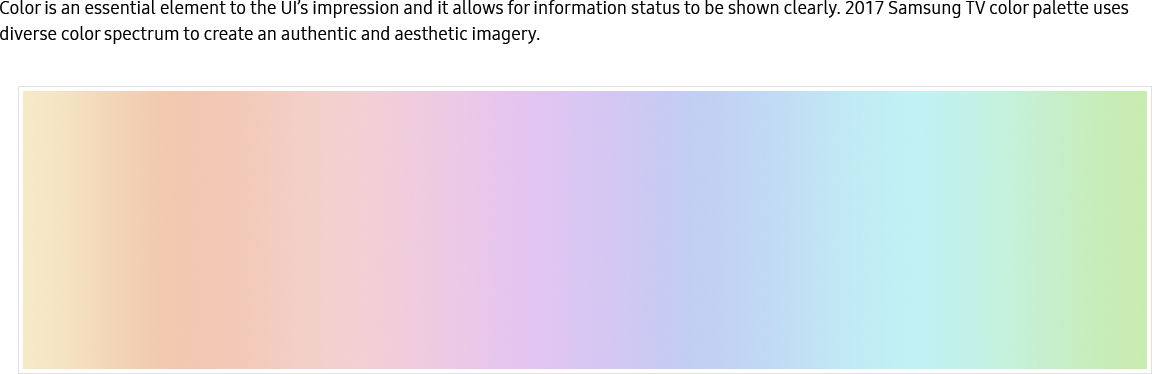 Color is an essential element to the UI’s impression and it allows for information status to be shown clearly. 2017 Samsung TV color palette uses
diverse color spectrum to create an authentic and aesthetic imagery.